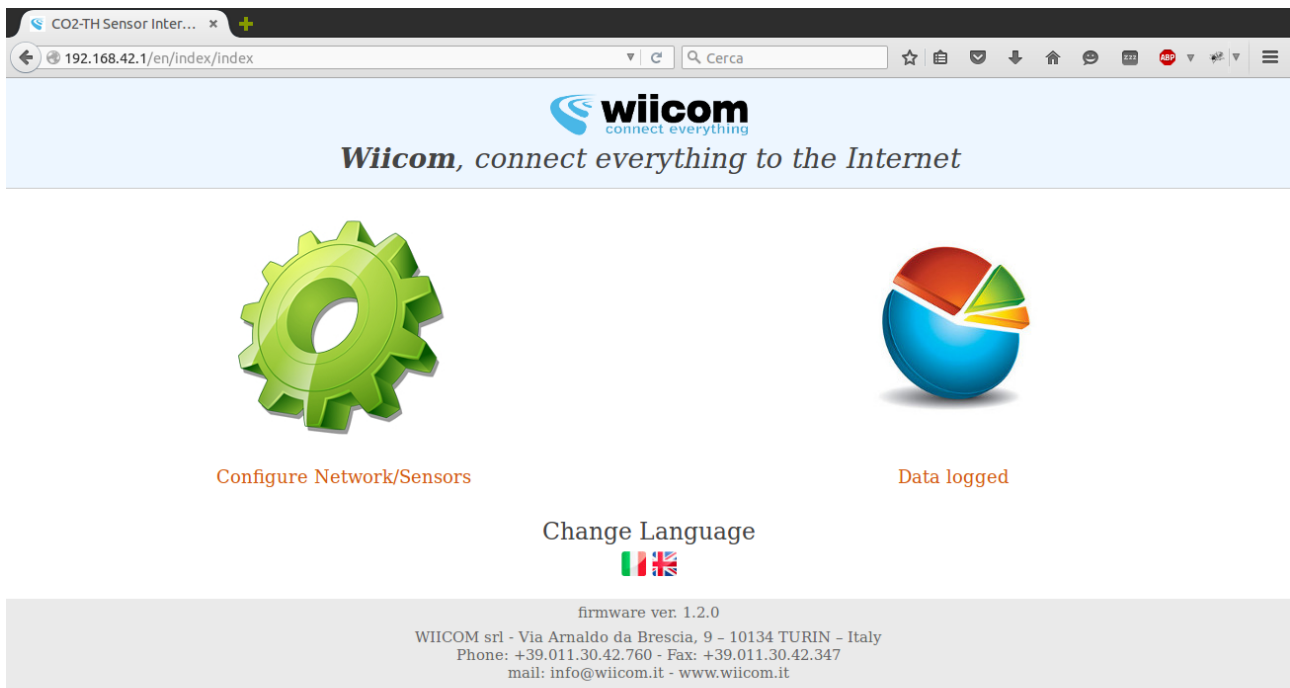 CO2-TH Sensor Inter...
192.168.42.1/en/index/index
Cerca
zzz
ABP
wiicom
connect everything
Wiicom, connect everything to the Internet
Configure Network/Sensors
Data logged
Change Language
firmware ver. 1.2.0
WIICOM srl - Via Arnaldo da Brescia, 9 – 10134 TURIN – Italy
Phone: +39.011.30.42.760 - Fax: +39.011.30.42.347
mail: info@wiicom.it - www.wiicom.it